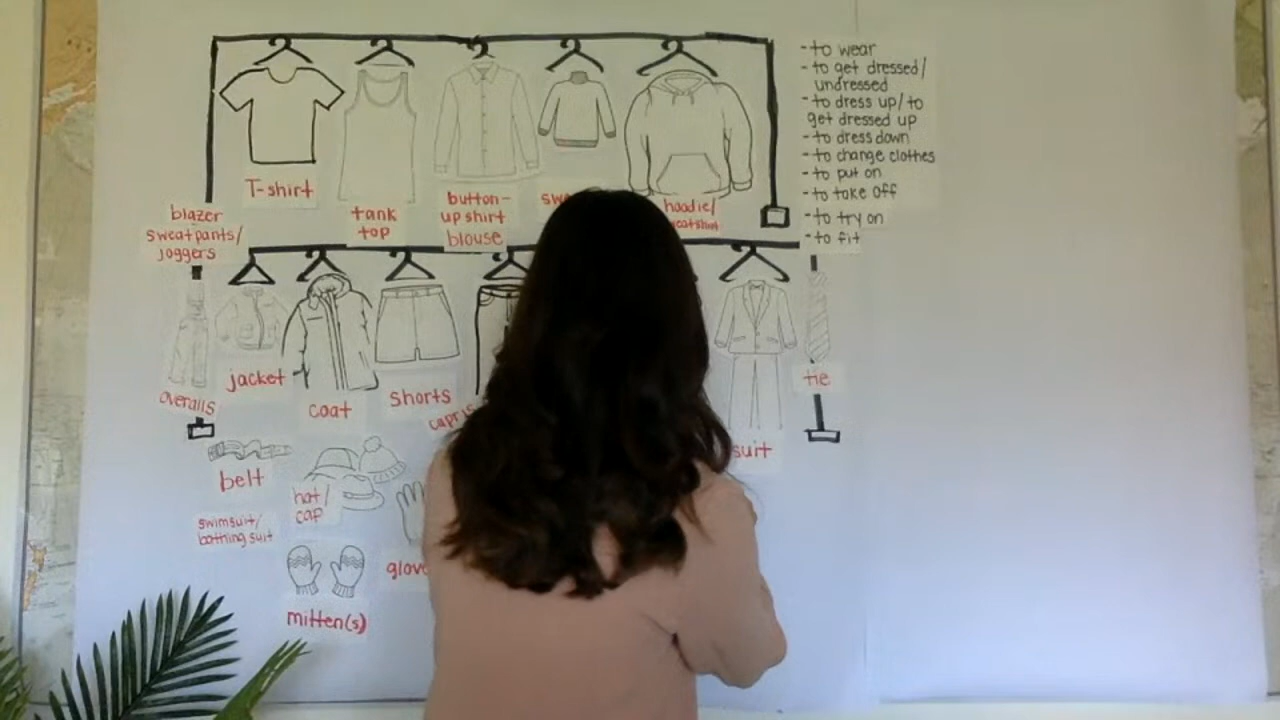 T-shirt
tank
top
button-
up shirt
blouse
hoodie/
blazer
sweatpants/
joggers
- to wear
- to get dressed/
undressed
- to dress up/to
get dressed up
- to dress down
- to change clothes
- to put on
- to take off
- to try on
- to fit
overalls
jacket
coat
shorts
capris
suit
tie
belt
hat/
cap
swimsuit/
bathing suit
mitten(s)